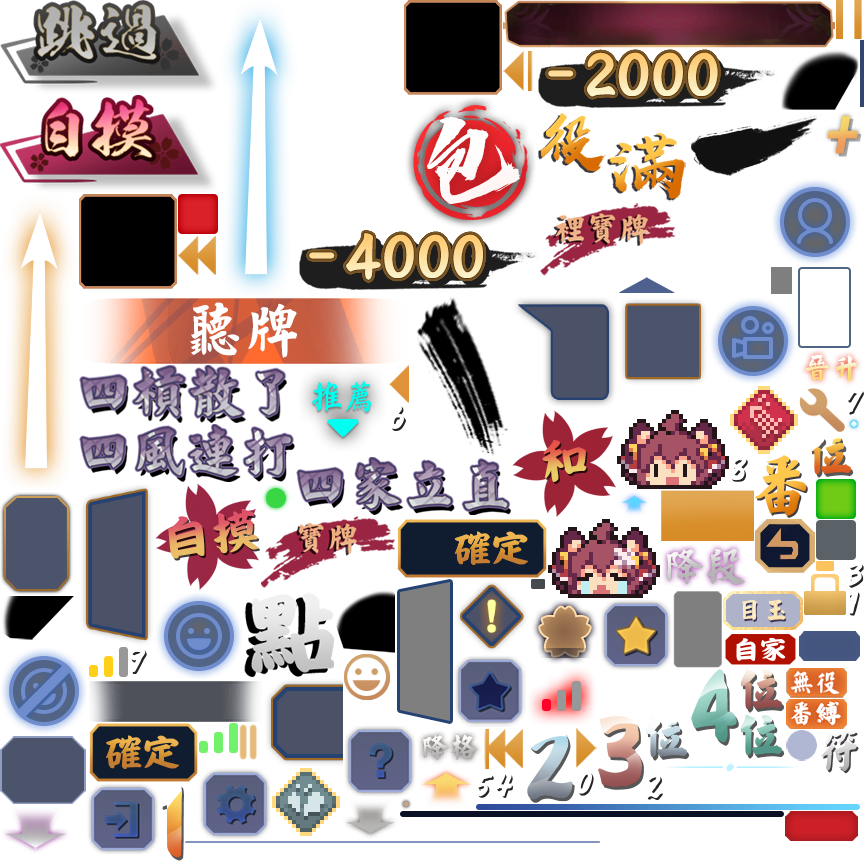 跳過
-2000
自摸
包
役滿
裡寶牌
-4000
聽牌
晉升
四槓散了
推薦
6
7
四風連打
和
8
位
四家立直
番
自摸
寶牌
確定
降段
3
1
目玉
自家
點
!
7
4位
位
無役
番縛
確定
降格
2
3位
符
?
54
0
2
1